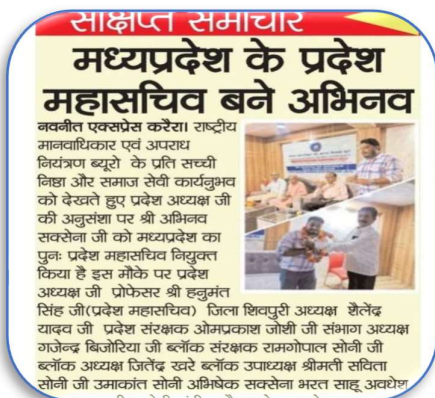 संक्षिप्त समाचार
मध्यप्रदेश के प्रदेश
महासचिव बने अभिनव
नवनीत एक्सप्रेस करैरा। राष्ट्रीय
मानवाधिकार एवं अपराध
नियंत्रण ब्यूरो के प्रति सच्ची
निष्ठा और समाज सेवी कार्यनुभव
को देखते हुए प्रदेश अध्यक्ष जी
की अनुसंशा पर श्री अभिनव
सक्सेना जी को मध्यप्रदेश का
पुनः प्रदेश महासचिव नियुक्त
किया है इस मौके पर प्रदेश
अध्यक्ष जी प्रोफेसर श्री हनुमंत
सिंह जी(प्रदेश महासचिव) जिला शिवपुरी अध्यक्ष शैलेंद्र
यादव जी प्रदेश संरक्षक ओमप्रकाश जोशी जी संभाग अध्यक्ष
गजेन्द्र बिजोरिया जी ब्लॉक संरक्षक रामगोपाल सोनी जी
ब्लॉक अध्यक्ष जितेंद्र खरे ब्लॉक उपाध्यक्ष श्रीमती सविता
सोनी जी उमाकांत सोनी अभिषेक सक्सेना भरत साहू अवधेश